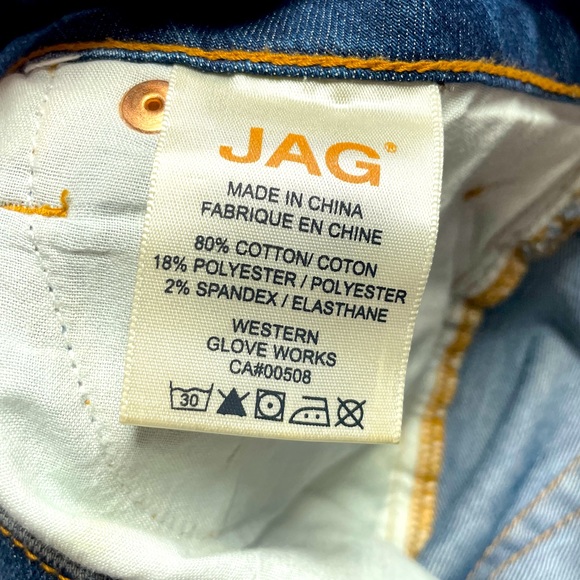 JAG®
MADE IN CHINA
FABRIQUE EN CHINE
80% COTTON/ COTON
18% POLYESTER / POLYESTER
2% SPANDEX / ELASTHANE
WESTERN
GLOVE WORKS
CA#00508
30